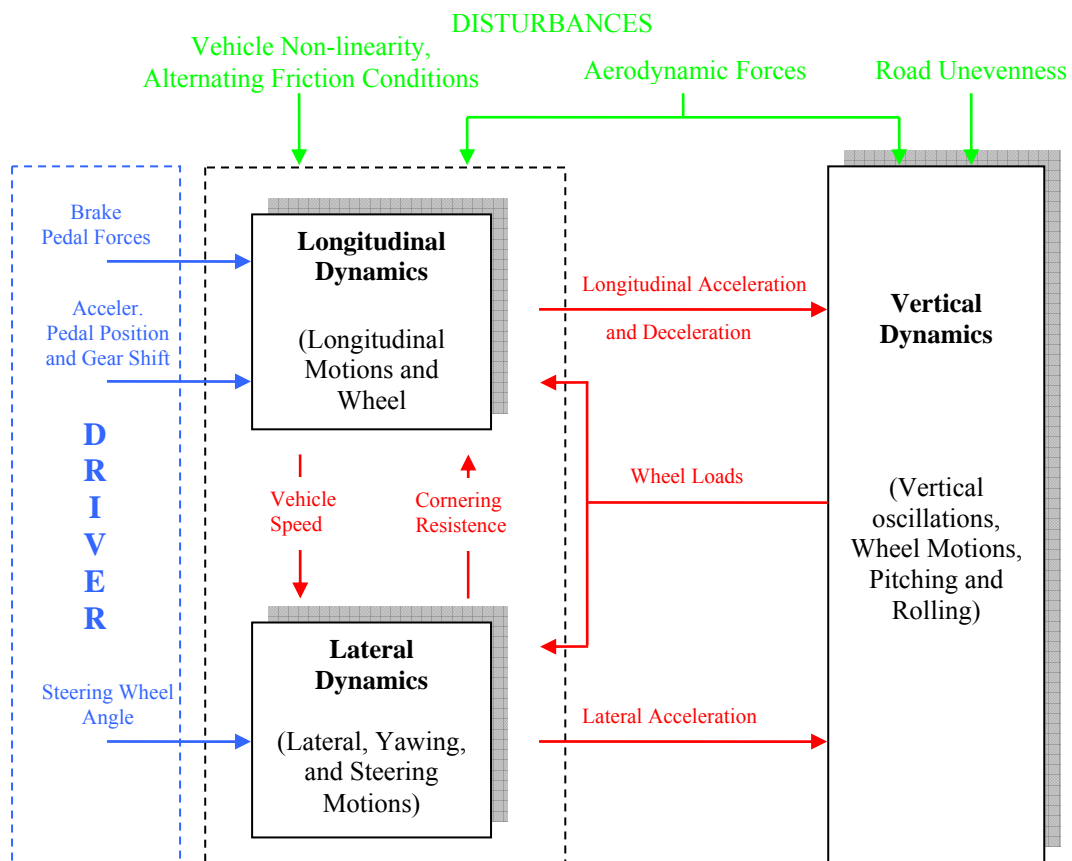 DISTURBANCES
Vehicle Non-linearity,
Alternating Friction Conditions
Aerodynamic Forces
Road Unevenness
Brake
Pedal Forces
Acceler.
Pedal Position
and Gear Shift
D
R
I
V
E
R
Steering Wheel
Angle
Longitudinal
Dynamics
(Longitudinal
Motions and
Wheel
Vehicle
Speed
Cornering
Resistence
Lateral
Dynamics
(Lateral, Yawing,
and Steering
Motions)
Longitudinal Acceleration
and Deceleration
Wheel Loads
Lateral Acceleration
Vertical
Dynamics
(Vertical
oscillations,
Wheel Motions,
Pitching and
Rolling)